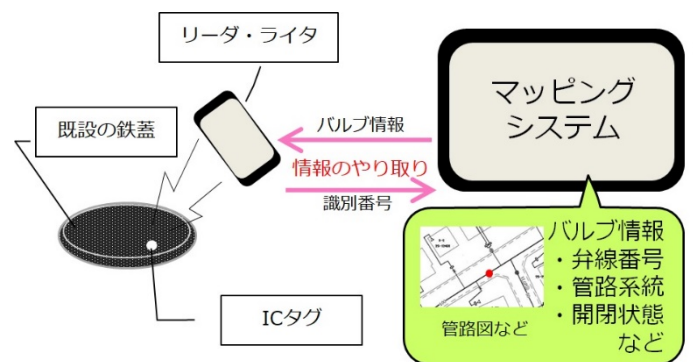 リーダ・ライタ
既設の鉄蓋
バルブ情報
情報のやり取り
識別番号
マッピング
システム
ICタグ
管路図など
バルブ情報
・弁線番号
・管路系統
・開閉状態
など